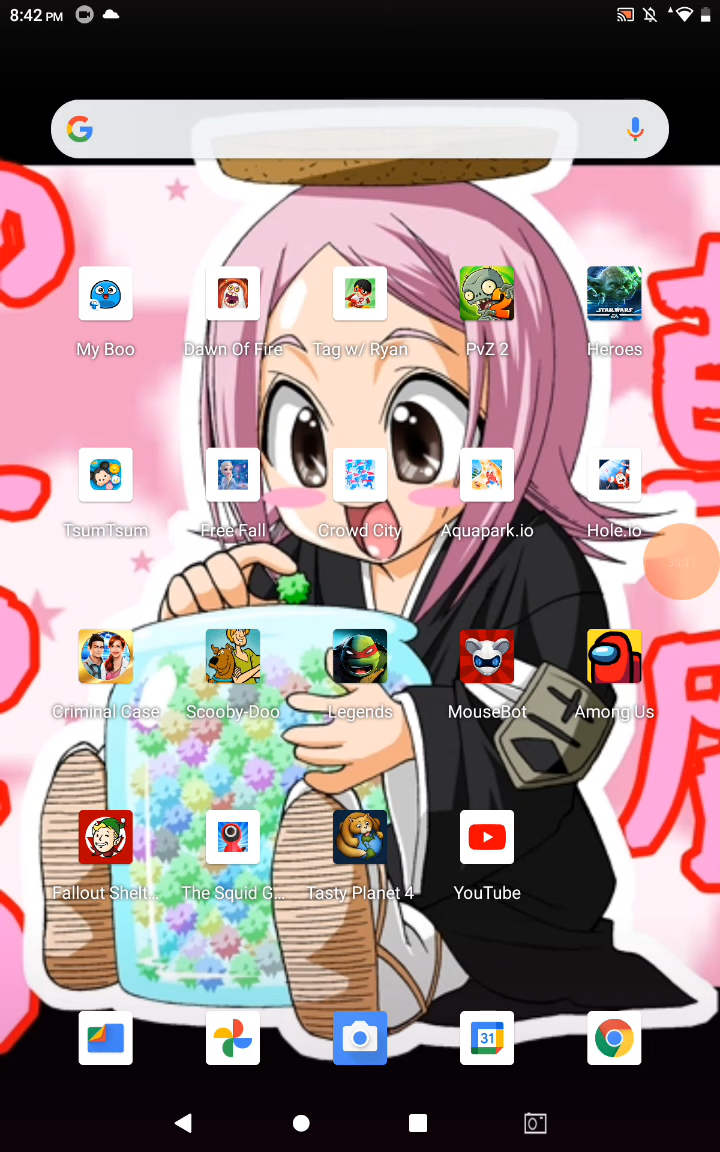 8:42 PM
My Boo
Dawn Of Fire
Tag w/ Ryan
PvZ 2
Heroes
TsumTsum
Free Fall
Crowd City
Aquapark.io
Hole.io
Criminal Case
Scooby-Doo
Legends
MouseBot
Among Us
Fallout Shelt...
The Squid G...
Tasty Planet 4
YouTube
31